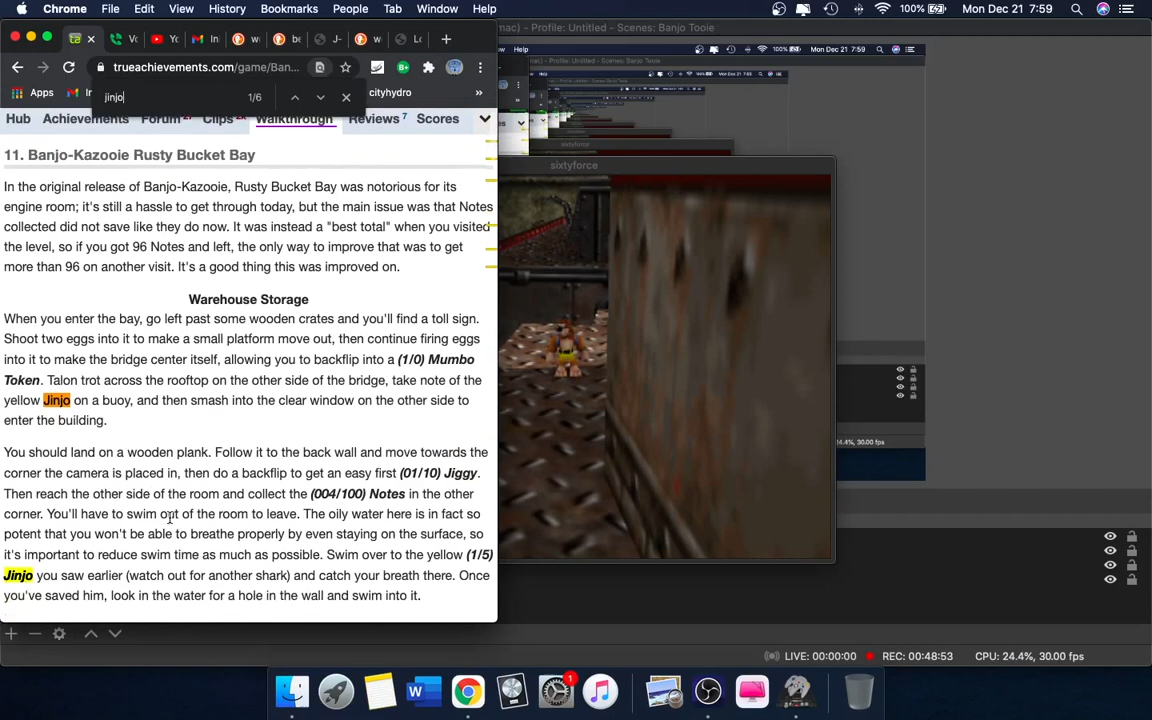 Chrome File Edit View History Bookmarks People Tab Window Help 100% Mon Dec 21 7:59
mac) - Profile: Untitled - Scenes: Banjo Tooie
trueachievements.com/game/Ban...
Apps cityhydro
jinjo 1/6
Hub Achievements Forum Clips Walkthrough Reviews 7 Scores
sixtyforce
11. Banjo-Kazooie Rusty Bucket Bay
In the original release of Banjo-Kazooie, Rusty Bucket Bay was notorious for its
engine room; it's still a hassle to get through today, but the main issue was that Notes
collected did not save like they do now. It was instead a "best total" when you visited
the level, so if you got 96 Notes and left, the only way to improve that was to get
more than 96 on another visit. It's a good thing this was improved on.
Warehouse Storage
When you enter the bay, go left past some wooden crates and you'll find a toll sign.
Shoot two eggs into it to make a small platform move out, then continue firing eggs
into it to make the bridge center itself, allowing you to backflip into a (1/0) Mumbo
Token. Talon trot across the rooftop on the other side of the bridge, take note of the
yellow Jinjo on a buoy, and then smash into the clear window on the other side to
enter the building.
You should land on a wooden plank. Follow it to the back wall and move towards the
corner the camera is placed in, then do a backflip to get an easy first (01/10) Jiggy.
Then reach the other side of the room and collect the (004/100) Notes in the other
corner. You'll have to swim out of the room to leave. The oily water here is in fact so
potent that you won't be able to breathe properly by even staying on the surface, so
it's important to reduce swim time as much as possible. Swim over to the yellow (1/5)
Jinjo you saw earlier (watch out for another shark) and catch your breath there. Once
you've saved him, look in the water for a hole in the wall and swim into it.
24.4%, 30.00 fps
LIVE: 00:00:00 REC: 00:48:53 CPU: 24.4%, 30.00 fps